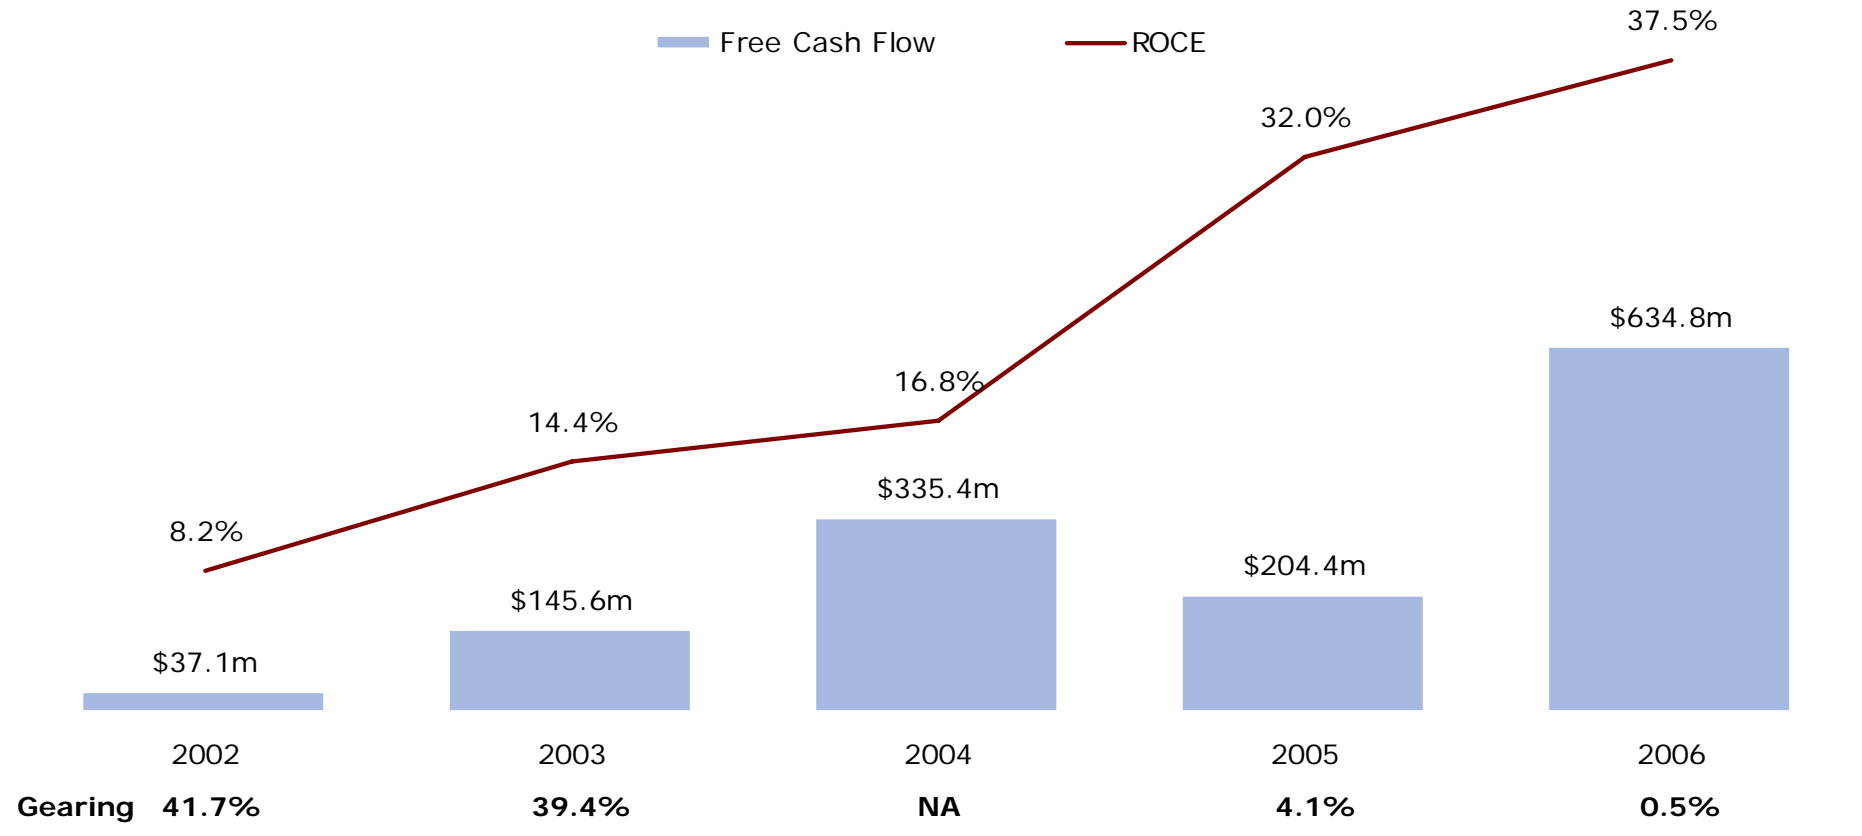 Free Cash Flow ROCE
37.5%
32.0%
$634.8m
16.8%
14.4%
$335.4m
8.2%
$204.4m
$145.6m
$37.1m
2002 2003 2004 2005 2006
Gearing 41.7% 39.4% NA 4.1% 0.5%